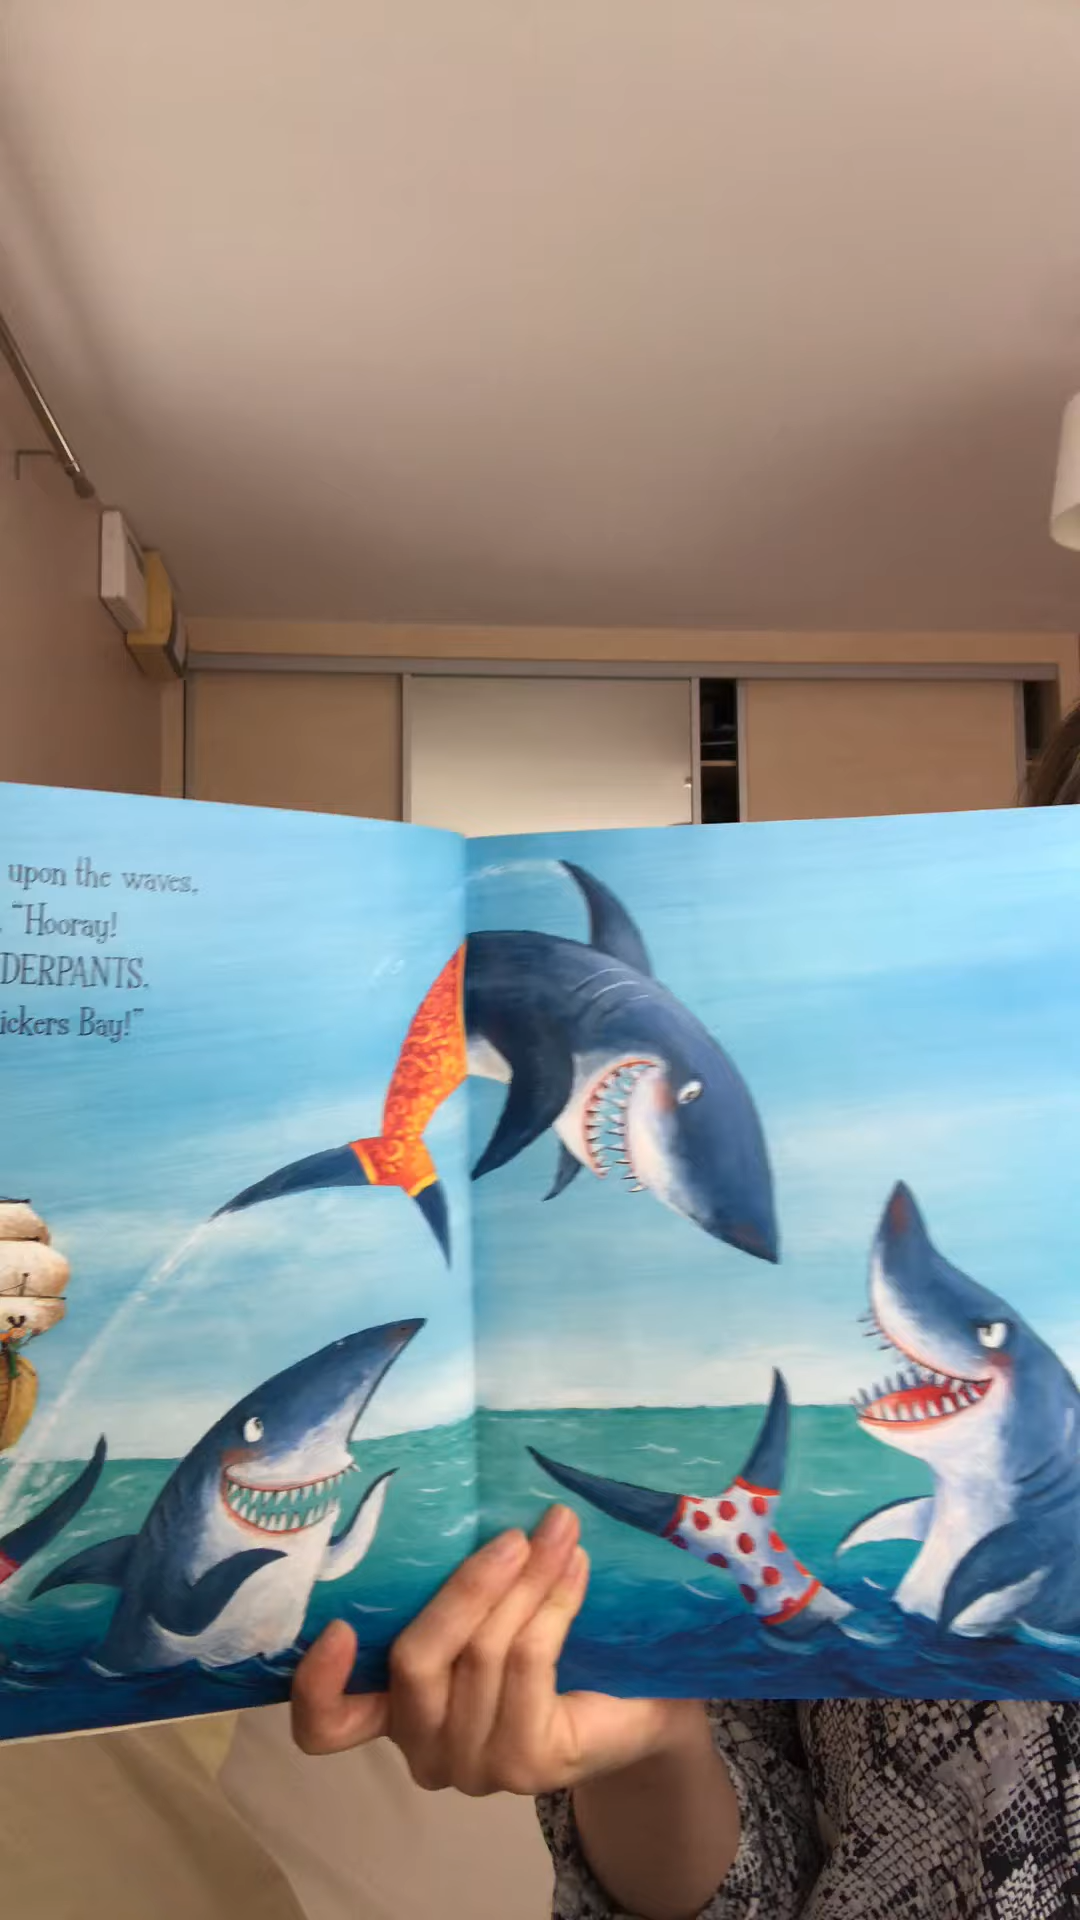 upon the waves,
. "Hooray!
DERPANTS,
ickers Bay!"